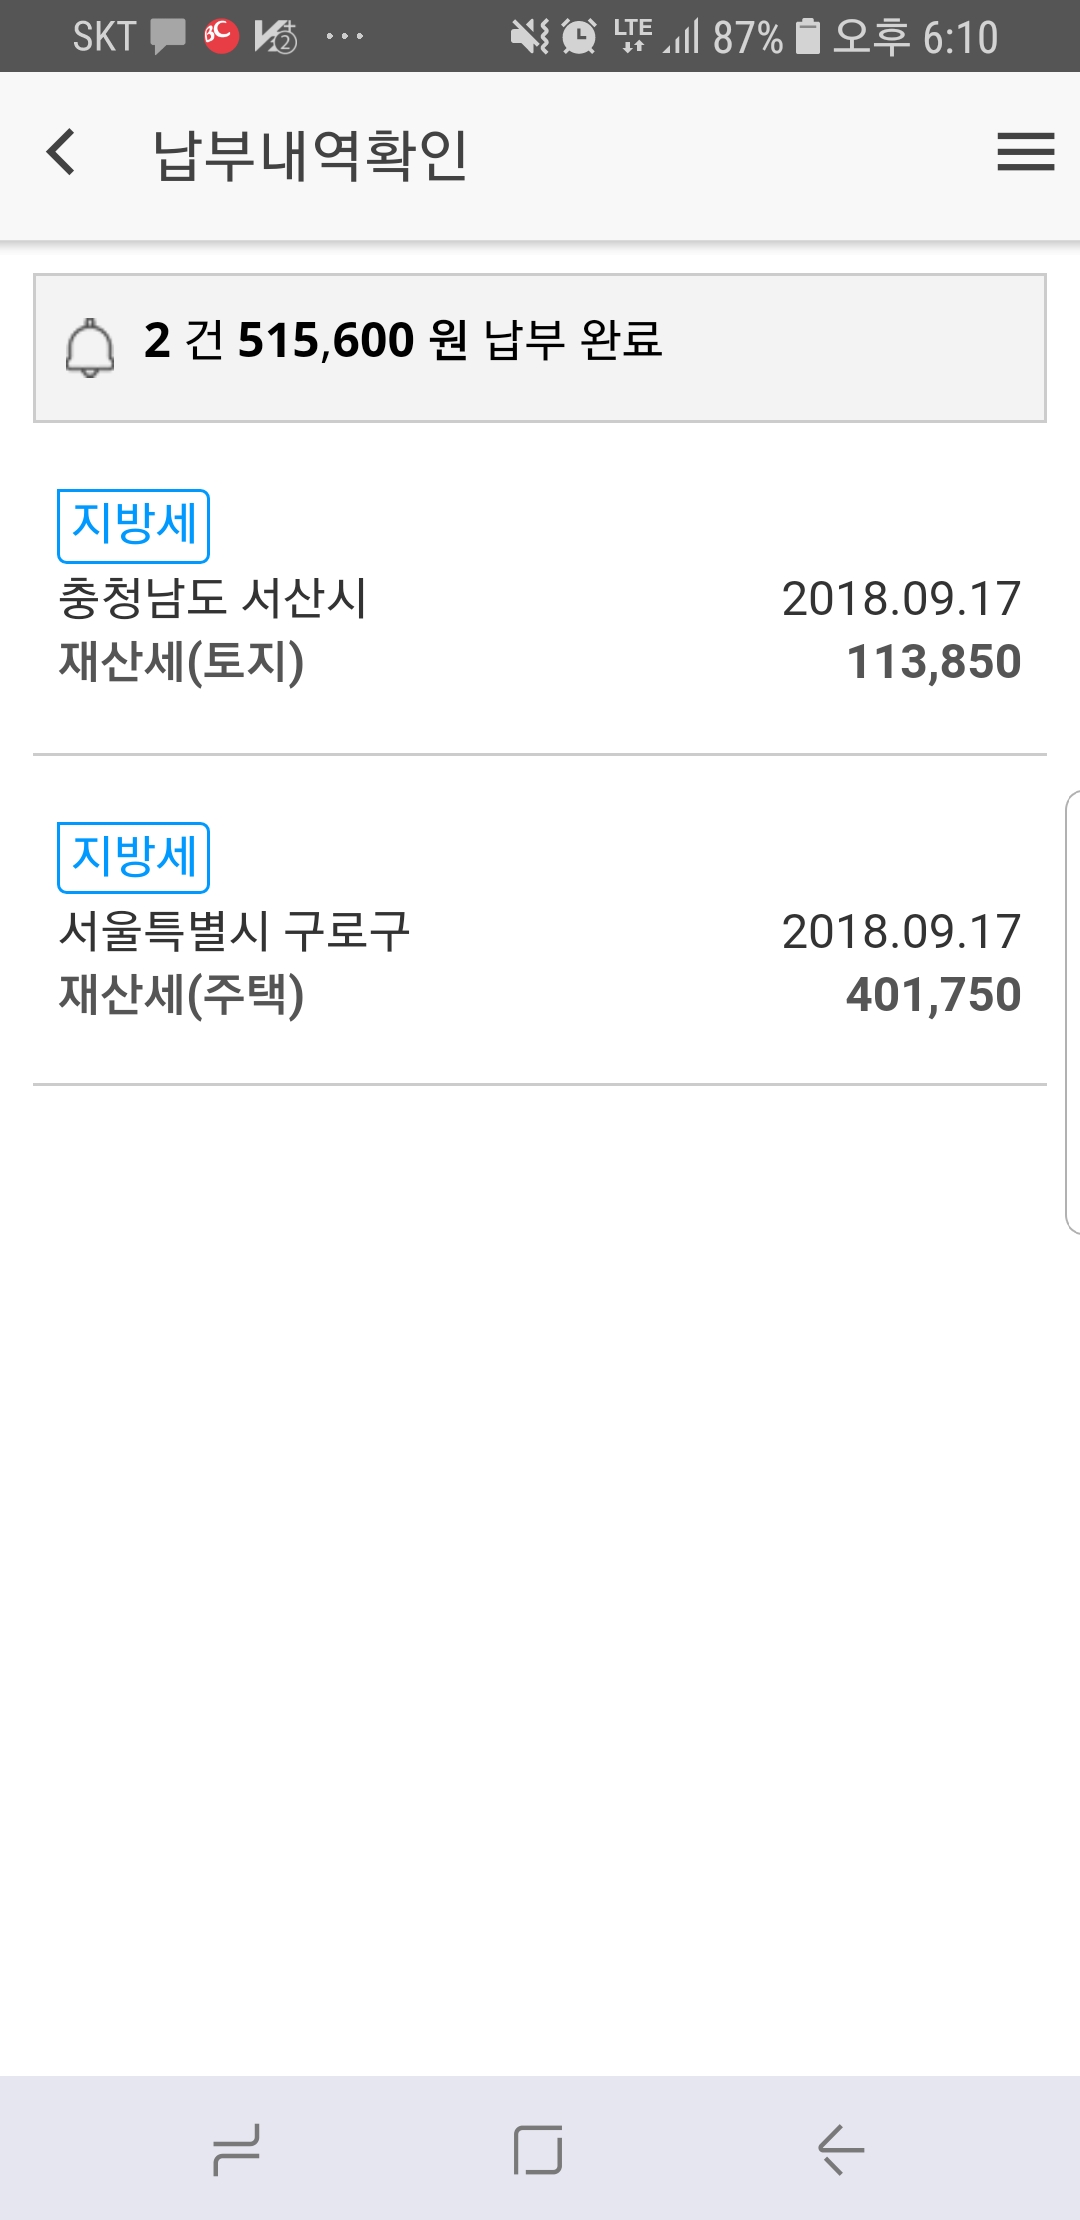 SKT BC ... LTE 87% 오후 6:10
납부내역확인
2 건 515,600 원 납부 완료
지방세
충청남도 서산시 2018.09.17
재산세(토지) 113,850
지방세
서울특별시 구로구 2018.09.17
재산세(주택) 401,750